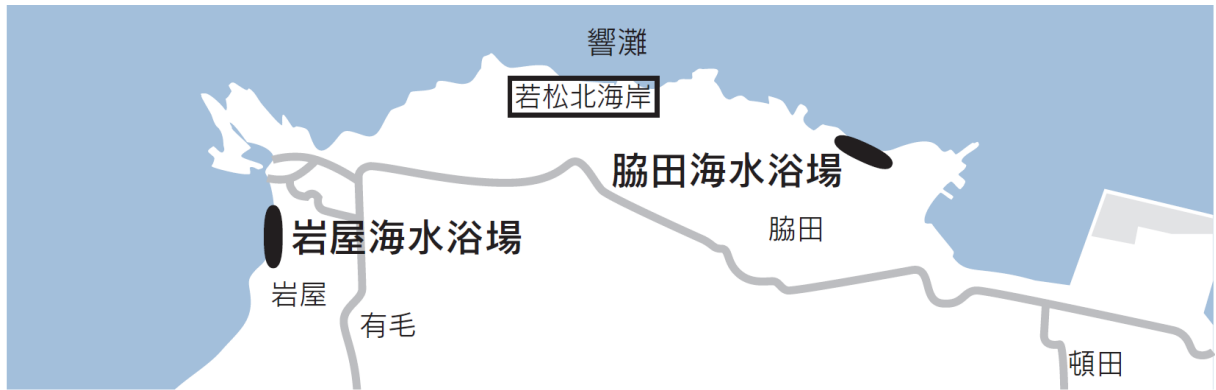 響灘
若松北海岸
脇田海水浴場
脇田
岩屋海水浴場
岩屋
有毛
頓田